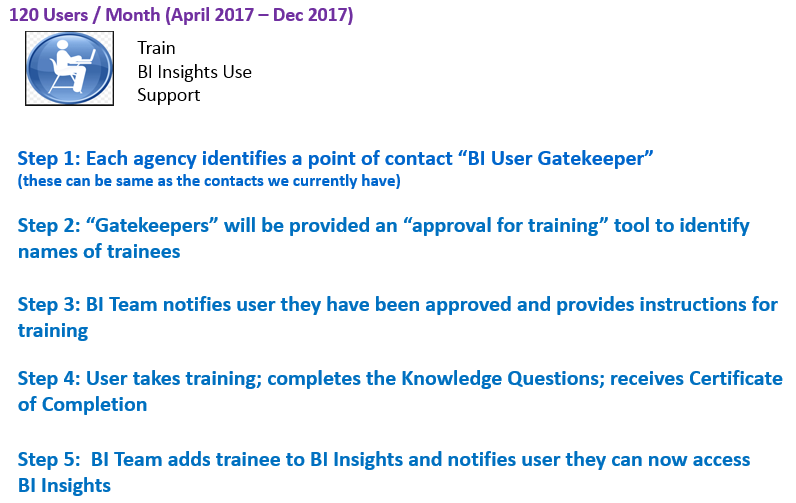 120 Users / Month (April 2017 – Dec 2017)
Train
BI Insights Use
Support
Step 1: Each agency identifies a point of contact “BI User Gatekeeper”
(these can be same as the contacts we currently have)
Step 2: “Gatekeepers” will be provided an “approval for training” tool to identify
names of trainees
Step 3: BI Team notifies user they have been approved and provides instructions for
training
Step 4: User takes training; completes the Knowledge Questions; receives Certificate
of Completion
Step 5:  BI Team adds trainee to BI Insights and notifies user they can now access
BI Insights